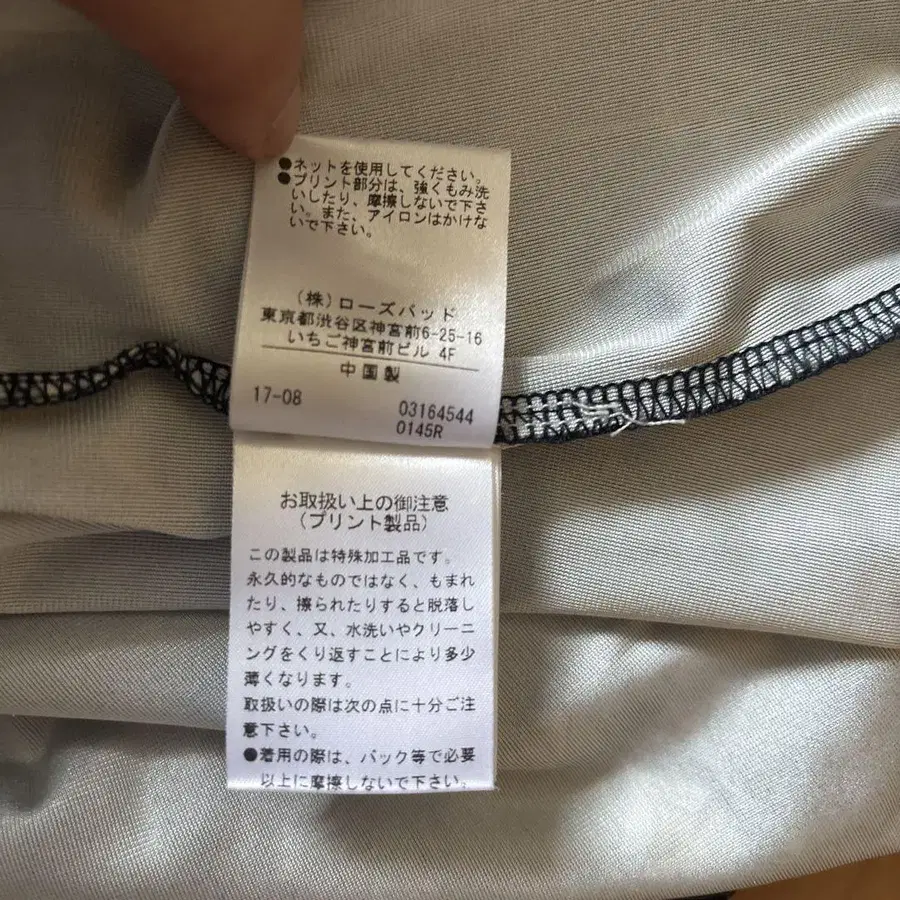 ●ネットを使用してください。
●プリント部分は、強くもみ洗
いしたり、摩擦しないで下さ
い。また、アイロンはかけな
いで下さい。
(株)ローズバッド
東京都渋谷区神宮前6-25-16
いちご神宮前ビル 4F
中国製
17-08 03164544
0145R
お取扱い上の御注意
(プリント製品)
この製品は特殊加工品です。
永久的なものではなく、もまれ
たり、擦られたりすると脱落し
やすく、又、水洗いやクリーニ
ングをくり返すことにより多少
薄くなります。
取扱いの際は次の点に十分ご注
意下さい。
●着用の際は、バック等で必要
以上に摩擦しないで下さい。